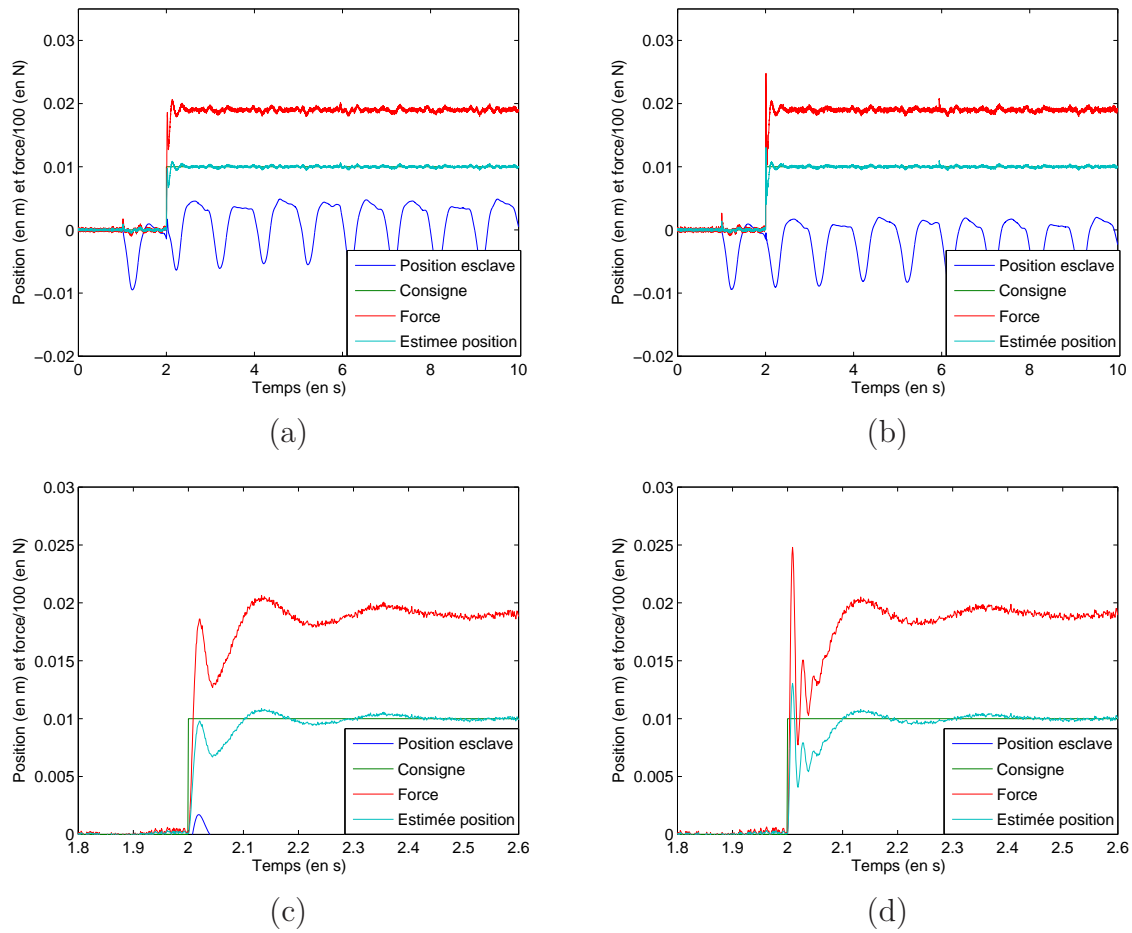 0.03
0.02
0.01
0
−0.01
−0.02
Position (en m) et force/100 (en N)
0 2 4 6 8 10
Temps (en s)
Position esclave
Consigne
Force
Estimee position
(a)
0.03
0.02
0.01
0
−0.01
−0.02
Position (en m) et force/100 (en N)
0 2 4 6 8 10
Temps (en s)
Position esclave
Consigne
Force
Estimée position
(b)
0.03
0.025
0.02
0.015
0.01
0.005
0
Position (en m) et force/100 (en N)
1.8 1.9 2 2.1 2.2 2.3 2.4 2.5 2.6
Temps (en s)
Position esclave
Consigne
Force
Estimée position
(c)
0.03
0.025
0.02
0.015
0.01
0.005
0
Position (en m) et force/100 (en N)
1.8 1.9 2 2.1 2.2 2.3 2.4 2.5 2.6
Temps (en s)
Position esclave
Consigne
Force
Estimée position
(d)